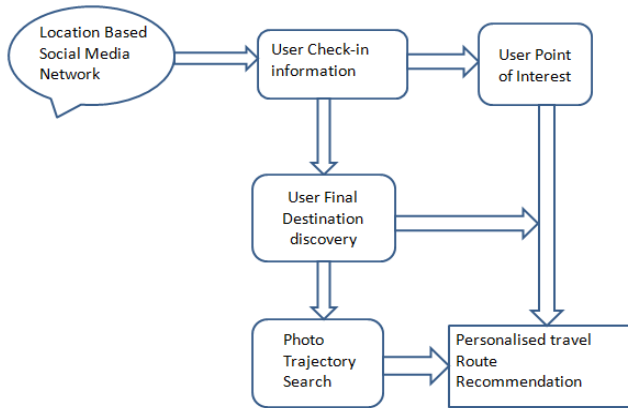 Location Based
Social Media
Network
User Check-in
information
User Point
of Interest
User Final
Destination
discovery
Photo
Trajectory
Search
Personalised travel
Route
Recommendation